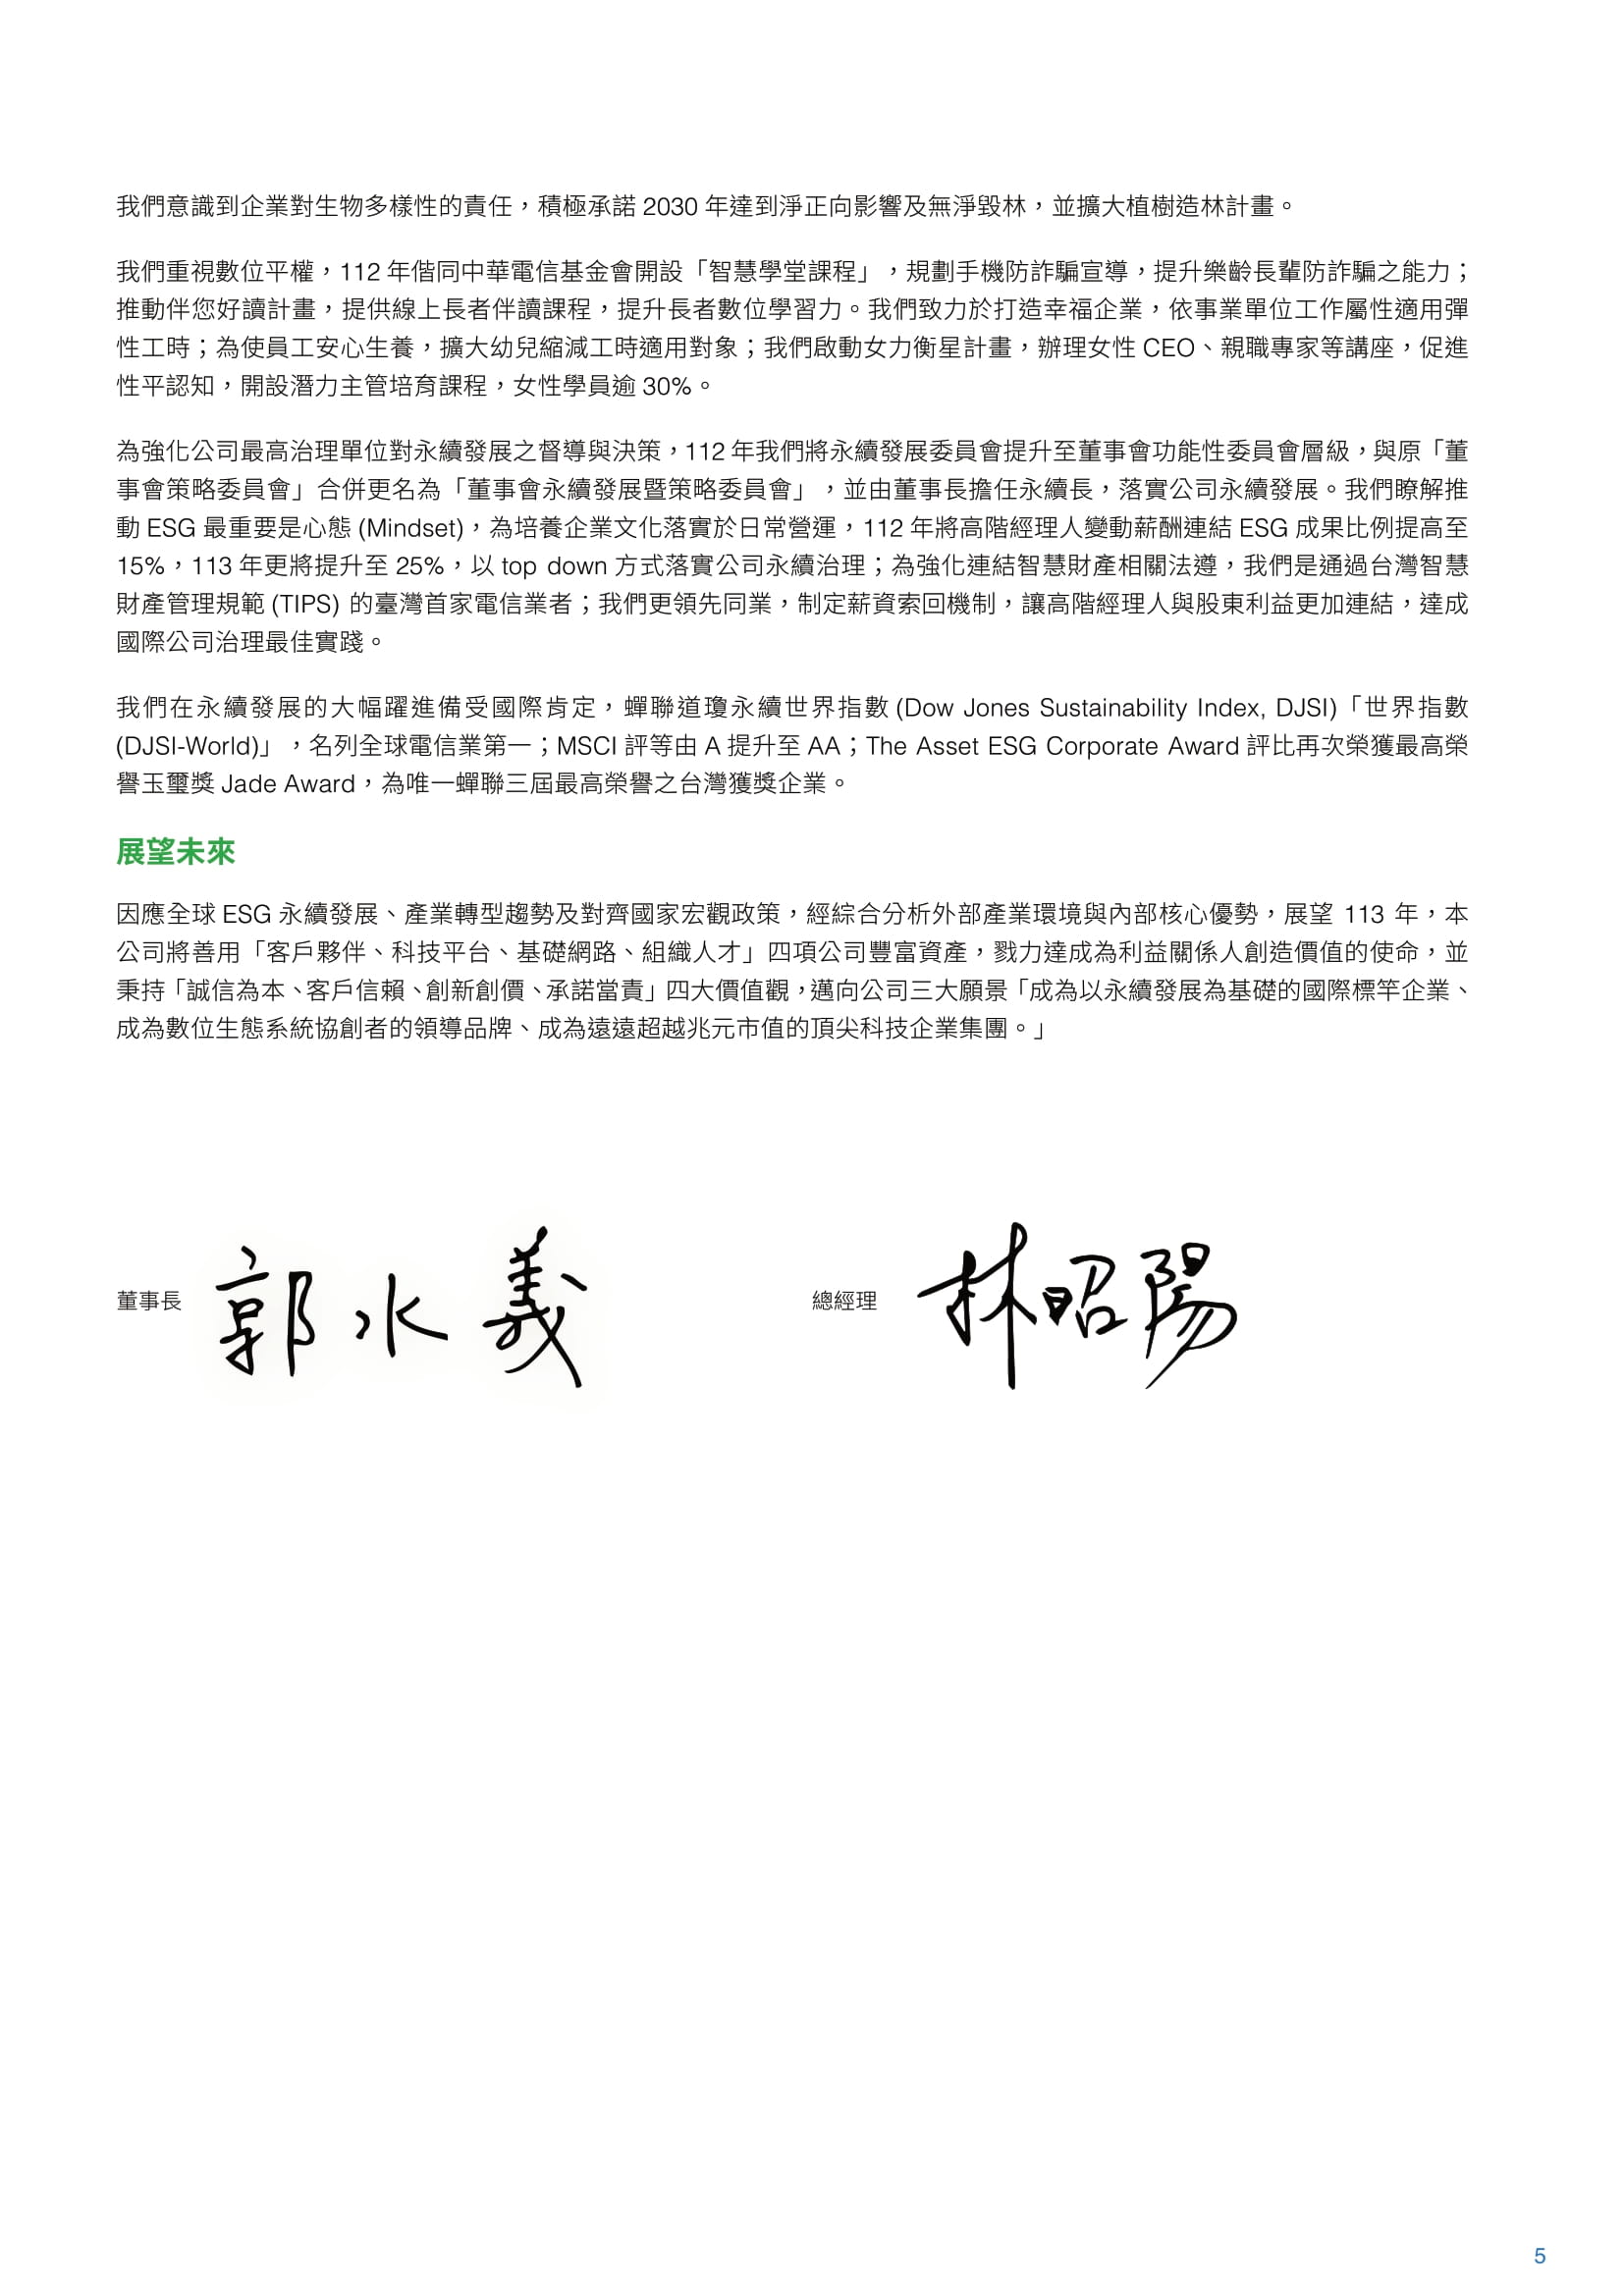 我們意識到企業對生物多樣性的責任，積極承諾 2030 年達到淨正向影響及無淨毀林，並擴大植樹造林計畫。
我們重視數位平權，112 年偕同中華電信基金會開設「智慧學堂課程」，規劃手機防詐騙宣導，提升樂齡長輩防詐騙之能力；
推動伴您好讀計畫，提供線上長者伴讀課程，提升長者數位學習力。我們致力於打造幸福企業，依事業單位工作屬性適用彈
性工時；為使員工安心生養，擴大幼兒縮減工時適用對象；我們啟動女力衡星計畫，辦理女性 CEO、親職專家等講座，促進
性平認知，開設潛力主管培育課程，女性學員逾 30%。
為強化公司最高治理單位對永續發展之督導與決策，112 年我們將永續發展委員會提升至董事會功能性委員會層級，與原「董
事會策略委員會」合併更名為「董事會永續發展暨策略委員會」，並由董事長擔任永續長，落實公司永續發展。我們瞭解推
動 ESG 最重要是心態 (Mindset)，為培養企業文化落實於日常營運，112 年將高階經理人變動薪酬連結 ESG 成果比例提高至
15%，113 年更將提升至 25%，以 top down 方式落實公司永續治理；為強化連結智慧財產相關法遵，我們是通過台灣智慧
財產管理規範 (TIPS) 的臺灣首家電信業者；我們更領先同業，制定薪資索回機制，讓高階經理人與股東利益更加連結，達成
國際公司治理最佳實踐。
我們在永續發展的大幅躍進備受國際肯定，蟬聯道瓊永續世界指數 (Dow Jones Sustainability Index, DJSI)「世界指數
(DJSI-World)」，名列全球電信業第一；MSCI 評等由 A 提升至 AA；The Asset ESG Corporate Award 評比再次榮獲最高榮
譽玉璽獎 Jade Award，為唯一蟬聯三屆最高榮譽之台灣獲獎企業。
展望未來
因應全球 ESG 永續發展、產業轉型趨勢及對齊國家宏觀政策，經綜合分析外部產業環境與內部核心優勢，展望 113 年，本
公司將善用「客戶夥伴、科技平台、基礎網路、組織人才」四項公司豐富資產，戮力達成為利益關係人創造價值的使命，並
秉持「誠信為本、客戶信賴、創新創價、承諾當責」四大價值觀，邁向公司三大願景「成為以永續發展為基礎的國際標竿企業、
成為數位生態系統協創者的領導品牌、成為遠遠超越兆元市值的頂尖科技企業集團。」
董事長 郭水義
總經理 林昭陽
5